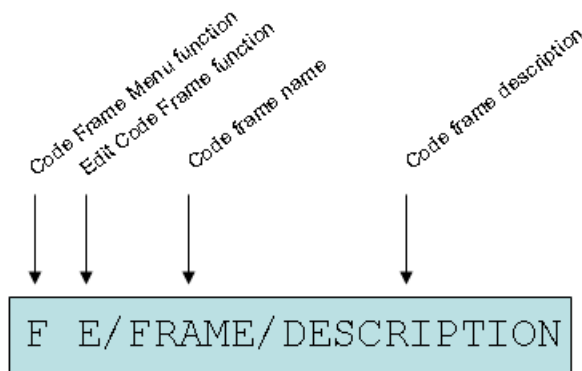 Code Frame Menu function
Edit Code Frame function
Code frame name
Code frame description
F E/FRAME/DESCRIPTION